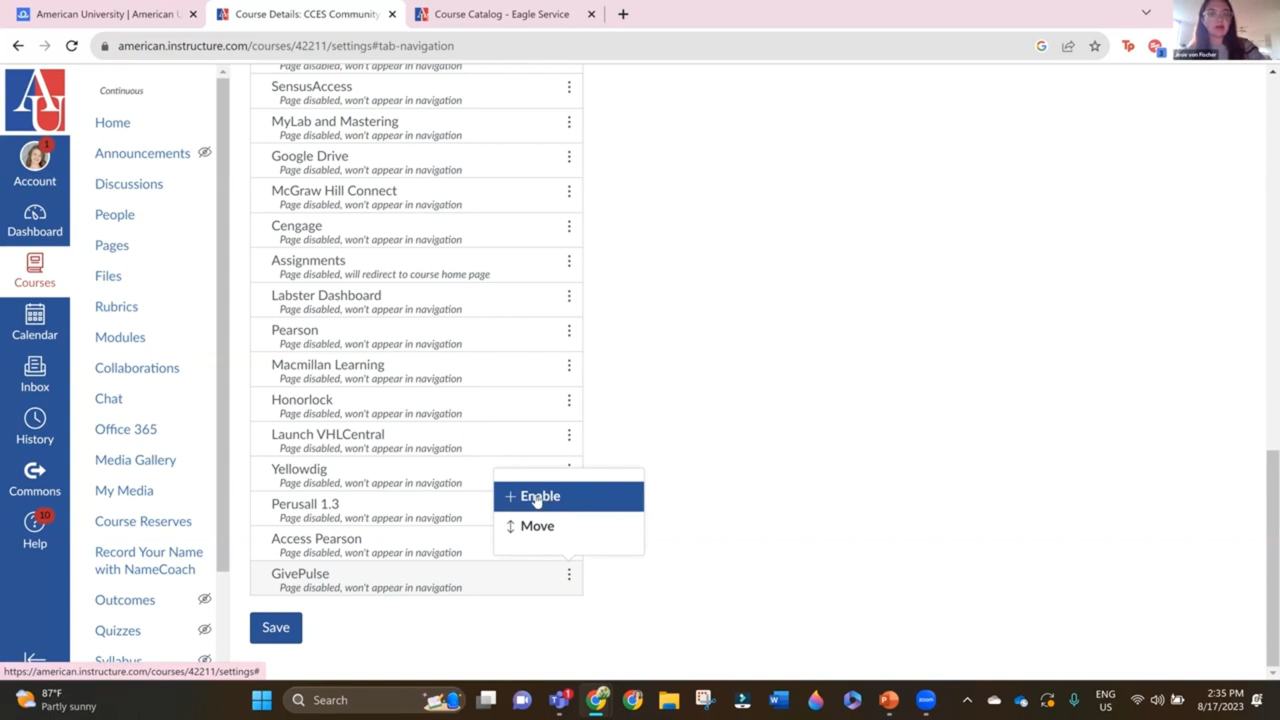 American University | American U
Course Details: CCES Community
Course Catalog - Eagle Service
american.instructure.com/courses/42211/settings#tab-navigation
AU
1
Account
Dashboard
Courses
Calendar
Inbox
History
Commons
10
Help
Continuous
Home
Announcements
Discussions
People
Pages
Files
Rubrics
Modules
Collaborations
Chat
Office 365
Media Gallery
My Media
Course Reserves
Record Your Name
with NameCoach
Outcomes
Quizzes
Syllabus
Page disabled, won't appear in navigation
SensusAccess
Page disabled, won't appear in navigation
MyLab and Mastering
Page disabled, won't appear in navigation
Google Drive
Page disabled, won't appear in navigation
McGraw Hill Connect
Page disabled, won't appear in navigation
Cengage
Page disabled, won't appear in navigation
Assignments
Page disabled, will redirect to course home page
Labster Dashboard
Page disabled, won't appear in navigation
Pearson
Page disabled, won't appear in navigation
Macmillan Learning
Page disabled, won't appear in navigation
Honorlock
Page disabled, won't appear in navigation
Launch VHLCentral
Page disabled, won't appear in navigation
Yellowdig
Page disabled, won't appear in navigation
Perusall 1.3
Page disabled, won't appear in navigation
Access Pearson
Page disabled, won't appear in navigation
GivePulse
Page disabled, won't appear in navigation
Enable
Move
Save
https://american.instructure.com/courses/42211/settings#
87°F
Partly sunny
Search
ENG
US
2:35 PM
8/17/2023